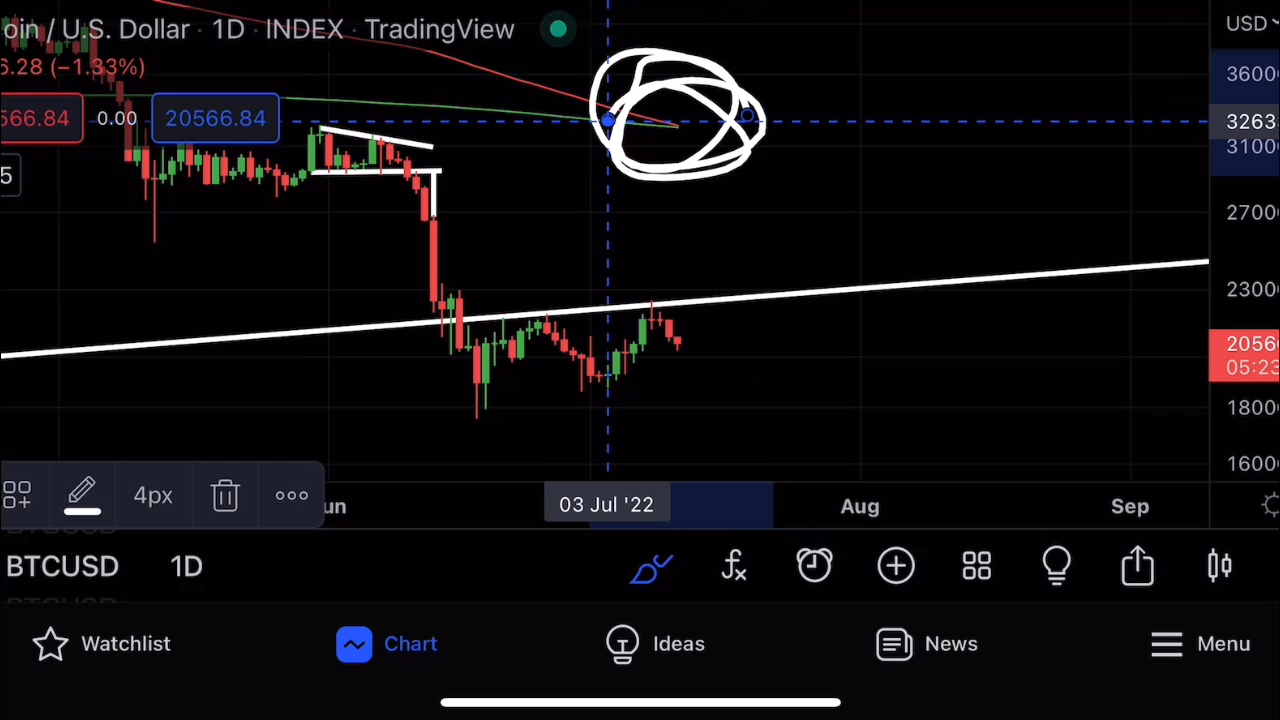 oin / U.S. Dollar · 1D · INDEX · TradingView
6.28 (−1.33%)
566.84 0.00 20566.84
5
USD
3600
3263
3100
2700
2300
2056
05:23
1800
1600
4px
un 03 Jul '22 Aug Sep
BTCUSD 1D
Watchlist Chart Ideas News Menu